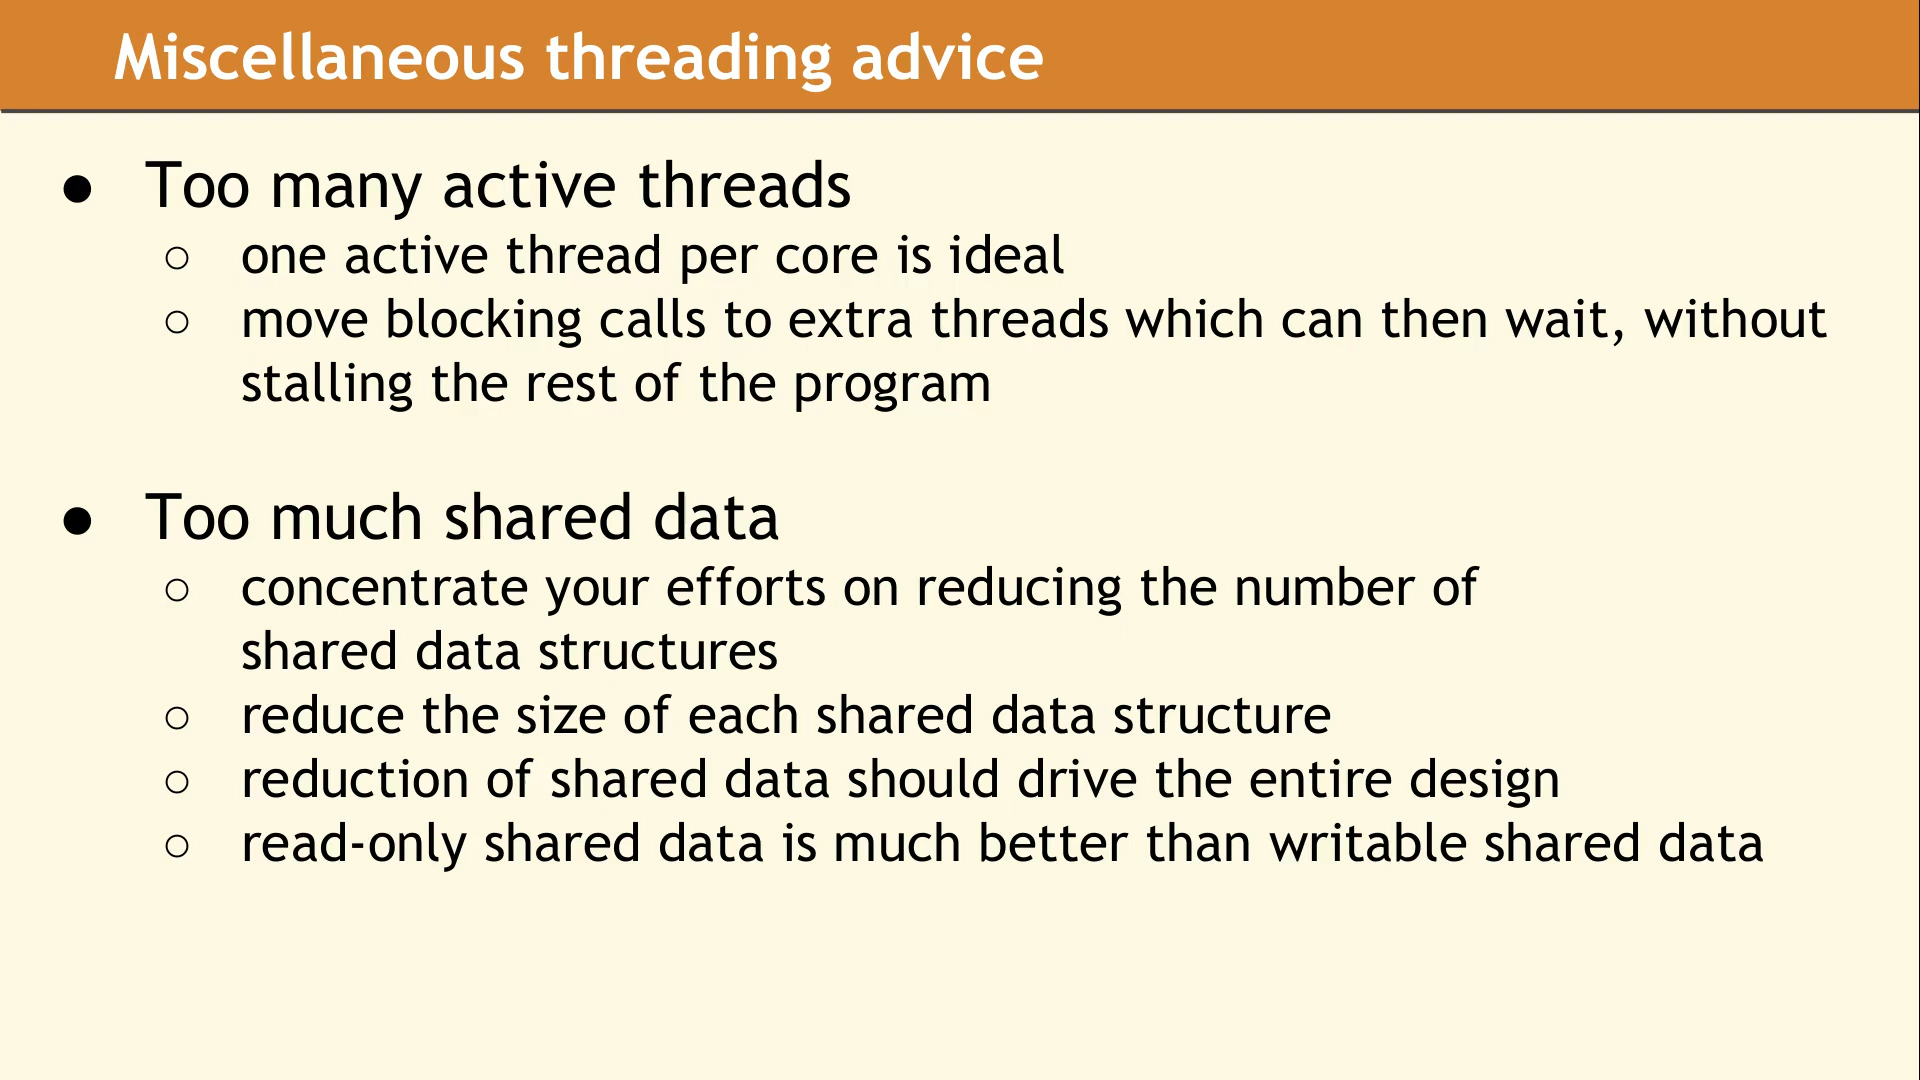 Miscellaneous threading advice
● Too many active threads
○ one active thread per core is ideal
○ move blocking calls to extra threads which can then wait, without
stalling the rest of the program
● Too much shared data
○ concentrate your efforts on reducing the number of
shared data structures
○ reduce the size of each shared data structure
○ reduction of shared data should drive the entire design
○ read-only shared data is much better than writable shared data